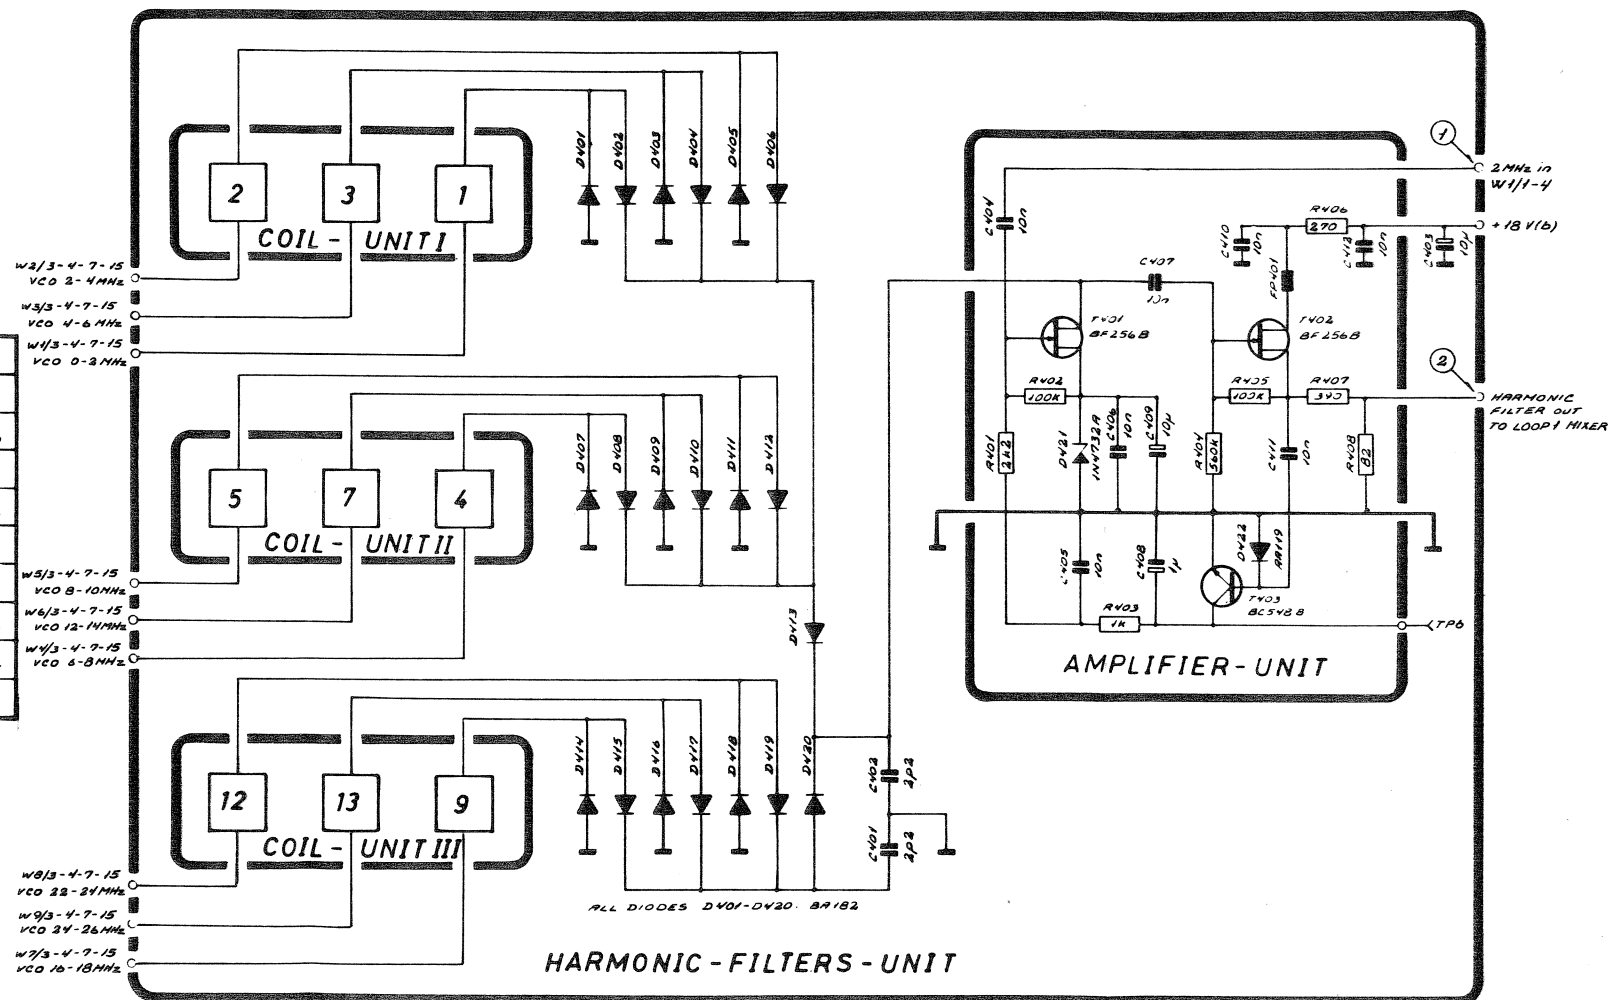 2
3
1
COIL - UNIT I
W2/3-4-7-15
VCO 2-4MHz
W3/3-4-7-15
VCO 4-6MHz
W1/3-4-7-15
VCO 0-2MHz
D401
D402
D403
D404
D405
D406
5
7
4
COIL - UNIT II
W5/3-4-7-15
VCO 8-10MHz
W6/3-4-7-15
VCO 12-14MHz
W4/3-4-7-15
VCO 6-8MHz
D407
D408
D409
D410
D411
D412
D413
12
13
9
COIL - UNIT III
W8/3-4-7-15
VCO 22-24MHz
W9/3-4-7-15
VCO 24-26MHz
W7/3-4-7-15
VCO 16-18MHz
D414
D415
D416
D417
D418
D419
D420
C402
2p2
C401
2p2
ALL DIODES D401-D420. BA182
HARMONIC-FILTERS-UNIT
1
2MHz in
W1/1-4
+18V(b)
2
HARMONIC
FILTER OUT
TO LOOP 1 MIXER
C404
10n
C407
10n
C410
10n
R406
270
C412
10n
C403
10µ
FP401
T401
BF256B
T402
BF256B
R402
100K
R405
100K
R407
390
R401
2K2
D421
1N4732A
C406
10n
C409
10µ
R404
560K
C411
10n
R408
82
C405
10n
C408
1µ
D422
AA119
T403
BC548B
R403
1K
TP6
AMPLIFIER-UNIT